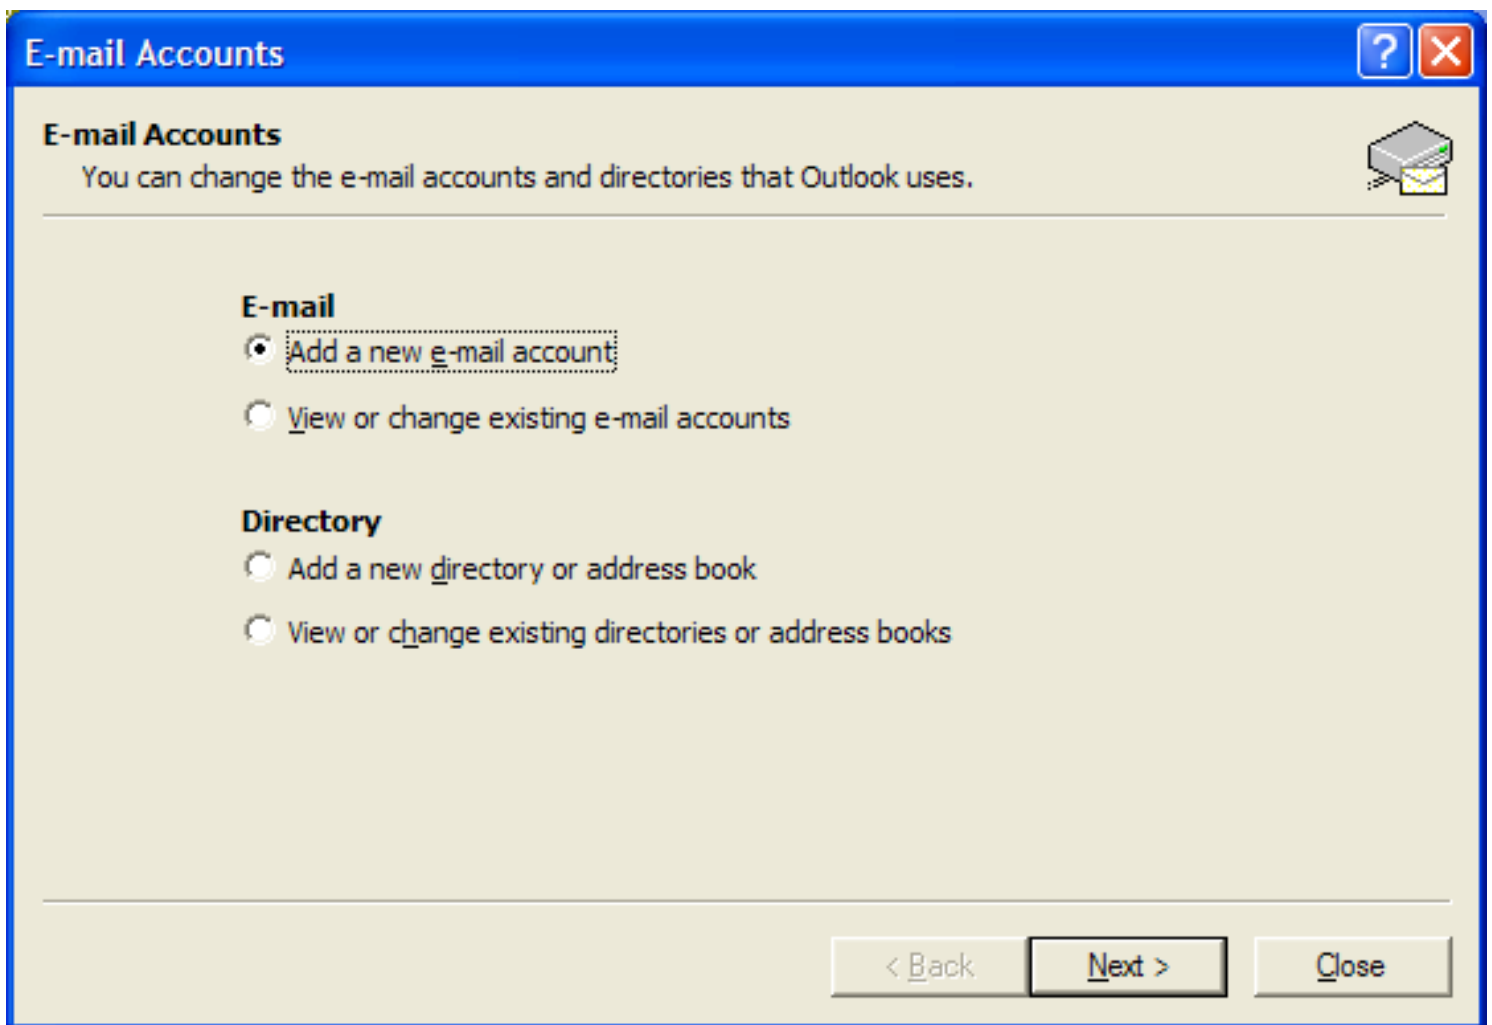 E-mail Accounts
E-mail Accounts
You can change the e-mail accounts and directories that Outlook uses.
E-mail
Add a new e-mail account
View or change existing e-mail accounts
Directory
Add a new directory or address book
View or change existing directories or address books
< Back Next > Close